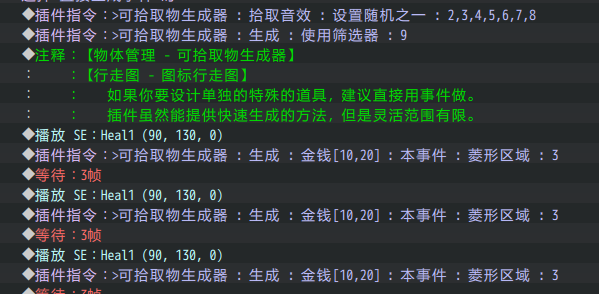 ◆插件指令：>可拾取物生成器 : 拾取音效 : 设置随机之一 : 2,3,4,5,6,7,8
◆插件指令：>可拾取物生成器 : 生成 : 使用筛选器 : 9
◆注释：【物体管理 - 可拾取物生成器】
：　　：【行走图 - 图标行走图】
：　　：　　如果你要设计单独的特殊的道具，建议直接用事件做。
：　　：　　插件虽然能提供快速生成的方法，但是灵活范围有限。
◆播放 SE：Heal1 (90, 130, 0)
◆插件指令：>可拾取物生成器 : 生成 : 金钱[10,20] : 本事件 : 菱形区域 : 3
◆等待：3帧
◆播放 SE：Heal1 (90, 130, 0)
◆插件指令：>可拾取物生成器 : 生成 : 金钱[10,20] : 本事件 : 菱形区域 : 3
◆等待：3帧
◆播放 SE：Heal1 (90, 130, 0)
◆插件指令：>可拾取物生成器 : 生成 : 金钱[10,20] : 本事件 : 菱形区域 : 3
◆等待：3帧